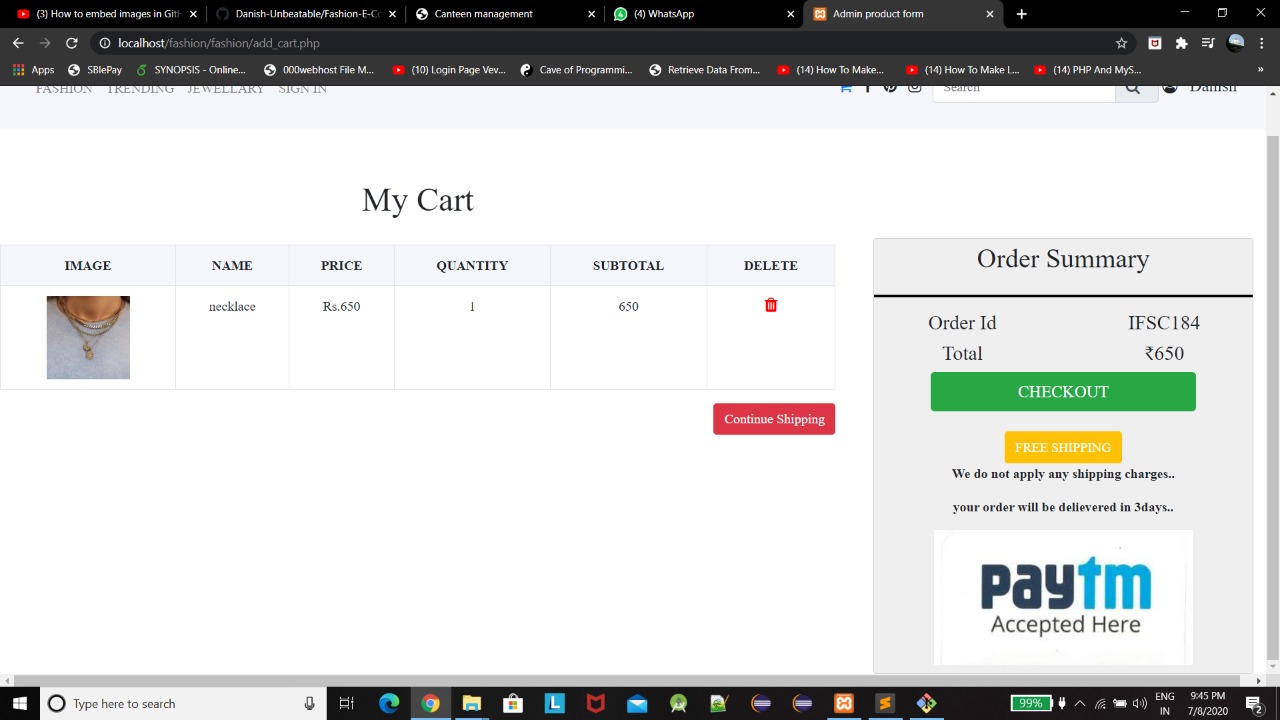 (3) How to embed images in Gith
Danish-Unbeatable/Fashion-E-Co
Canteen management
(4) WhatsApp
Admin product form
localhost/fashion/fashion/add_cart.php
Apps
SBIePay
SYNOPSIS - Online...
000webhost File M...
(10) Login Page Vev...
Cave of Programmi...
Retrieve Data From...
(14) How To Make...
(14) How To Make L...
(14) PHP And MyS...
»
FASHION TRENDING JEWELLARY SIGN IN
Search
Danish
My Cart
IMAGE NAME PRICE QUANTITY SUBTOTAL DELETE
necklace Rs.650 1 650
Continue Shipping
Order Summary
Order Id IFSC184
Total ₹650
CHECKOUT
FREE SHIPPING
We do not apply any shipping charges..
your order will be delievered in 3days..
paytm
Accepted Here
Type here to search
99%
ENG
IN
9:45 PM
7/8/2020
2